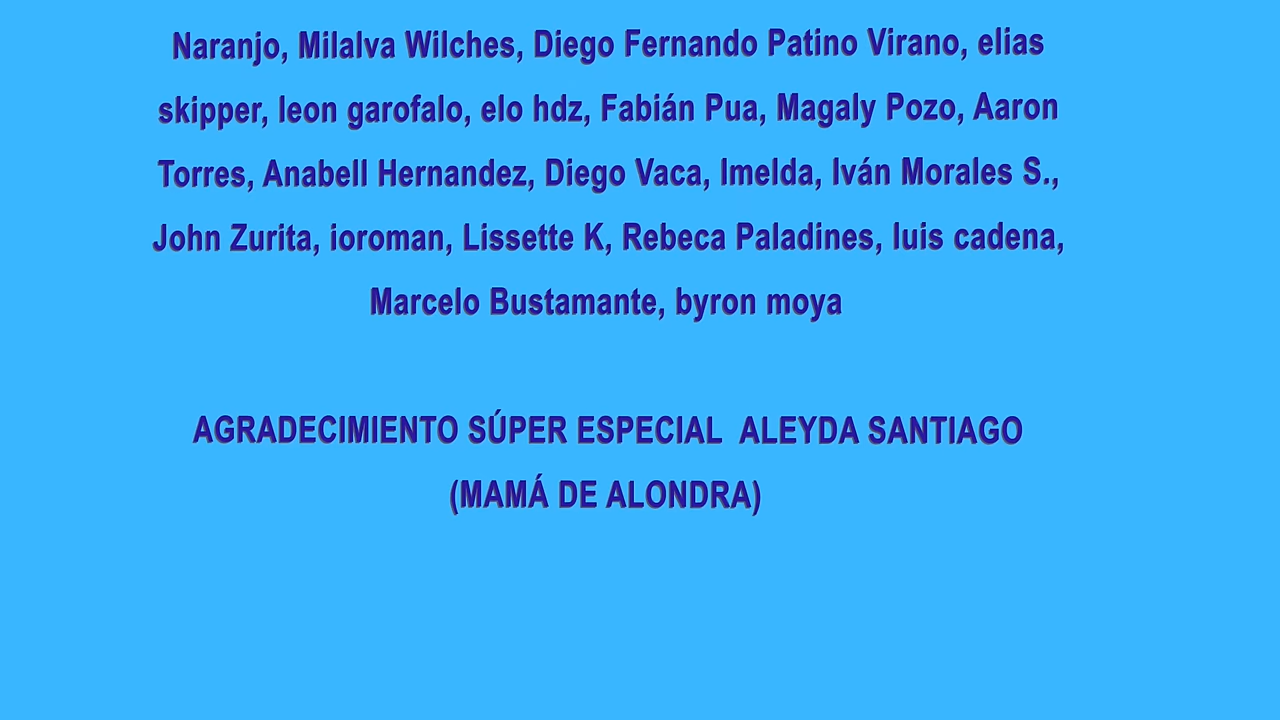 Naranjo, Milalva Wilches, Diego Fernando Patino Virano, elias
skipper, leon garofalo, elo hdz, Fabián Pua, Magaly Pozo, Aaron
Torres, Anabell Hernandez, Diego Vaca, Imelda, Iván Morales S.,
John Zurita, ioroman, Lissette K, Rebeca Paladines, luis cadena,
Marcelo Bustamante, byron moya
AGRADECIMIENTO SÚPER ESPECIAL  ALEYDA SANTIAGO
(MAMÁ DE ALONDRA)